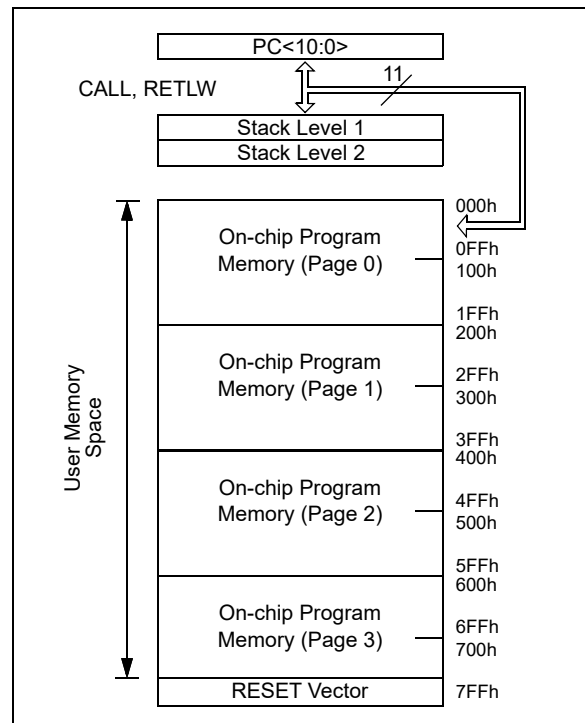 PC<10:0>
CALL, RETLW
11
Stack Level 1
Stack Level 2
User Memory
Space
000h
On-chip Program
Memory (Page 0)
0FFh
100h
1FFh
200h
On-chip Program
Memory (Page 1)
2FFh
300h
3FFh
400h
On-chip Program
Memory (Page 2)
4FFh
500h
5FFh
600h
On-chip Program
Memory (Page 3)
6FFh
700h
RESET Vector
7FFh